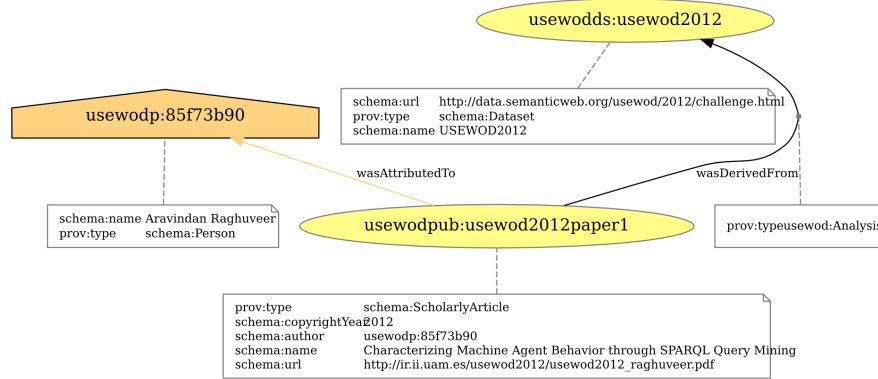 usewodds:usewod2012
schema:url http://data.semanticweb.org/usewod/2012/challenge.html
prov:type schema:Dataset
schema:name USEWOD2012
usewodp:85f73b90
wasAttributedTo
wasDerivedFrom
schema:name Aravindan Raghuveer
prov:type schema:Person
usewodpub:usewod2012paper1
prov:typeusewod:Analysis
prov:type schema:ScholarlyArticle
schema:copyrightYear2012
schema:author usewodp:85f73b90
schema:name Characterizing Machine Agent Behavior through SPARQL Query Mining
schema:url http://ir.ii.uam.es/usewod2012/usewod2012_raghuveer.pdf